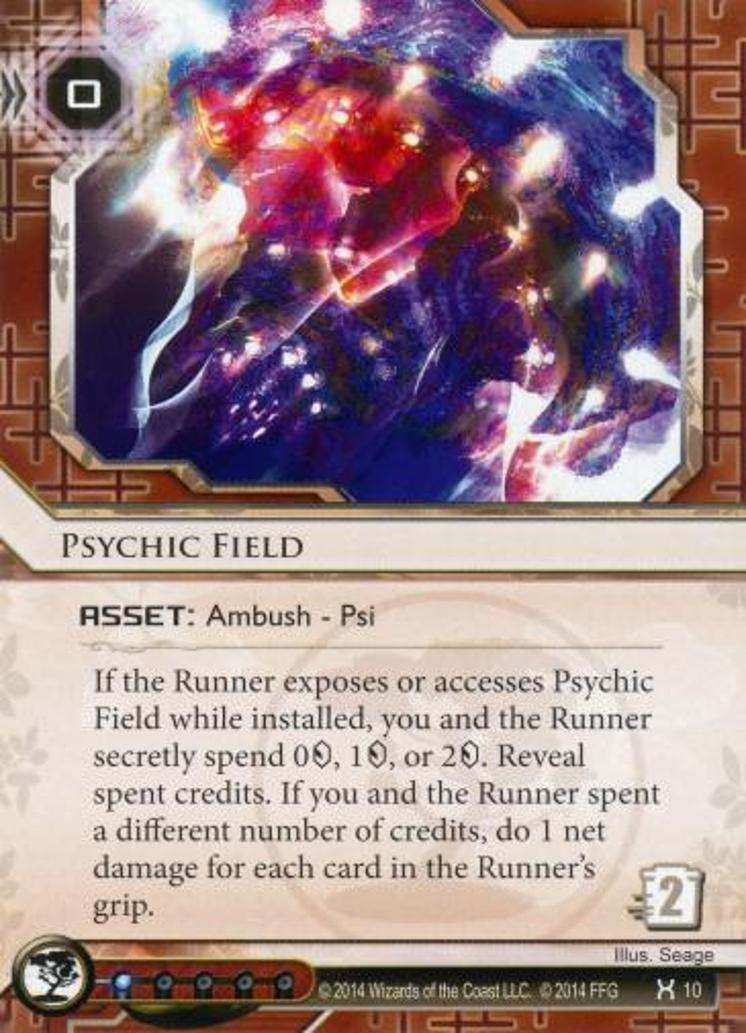 0
PSYCHIC FIELD
ASSET: Ambush - Psi
If the Runner exposes or accesses Psychic
Field while installed, you and the Runner
secretly spend 0, 1, or 2. Reveal
spent credits. If you and the Runner spent
a different number of credits, do 1 net
damage for each card in the Runner's
grip.
2
Illus. Seage
© 2014 Wizards of the Coast LLC. © 2014 FFG 10